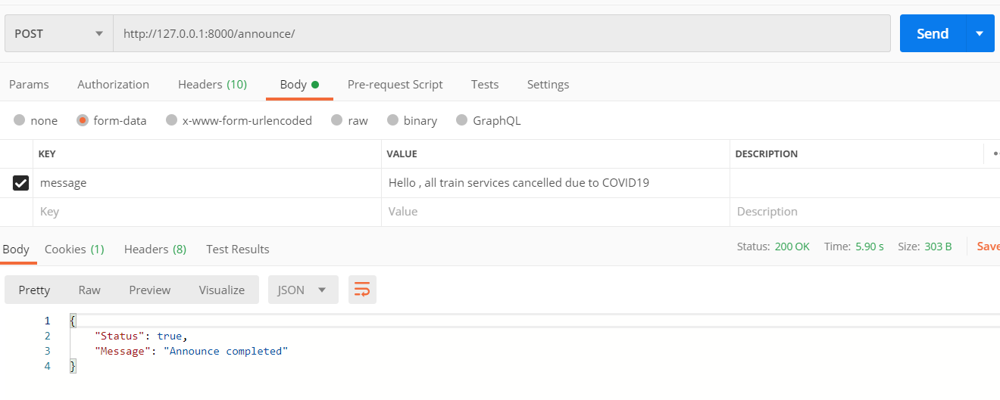 POST http://127.0.0.1:8000/announce/ Send
Params Authorization Headers (10) Body Pre-request Script Tests Settings
none form-data x-www-form-urlencoded raw binary GraphQL
KEY VALUE DESCRIPTION
message Hello , all train services cancelled due to COVID19
Key Value Description
Body Cookies (1) Headers (8) Test Results Status: 200 OK Time: 5.90 s Size: 303 B Save
Pretty Raw Preview Visualize JSON
1 {
2 "Status": true,
3 "Message": "Announce completed"
4 }